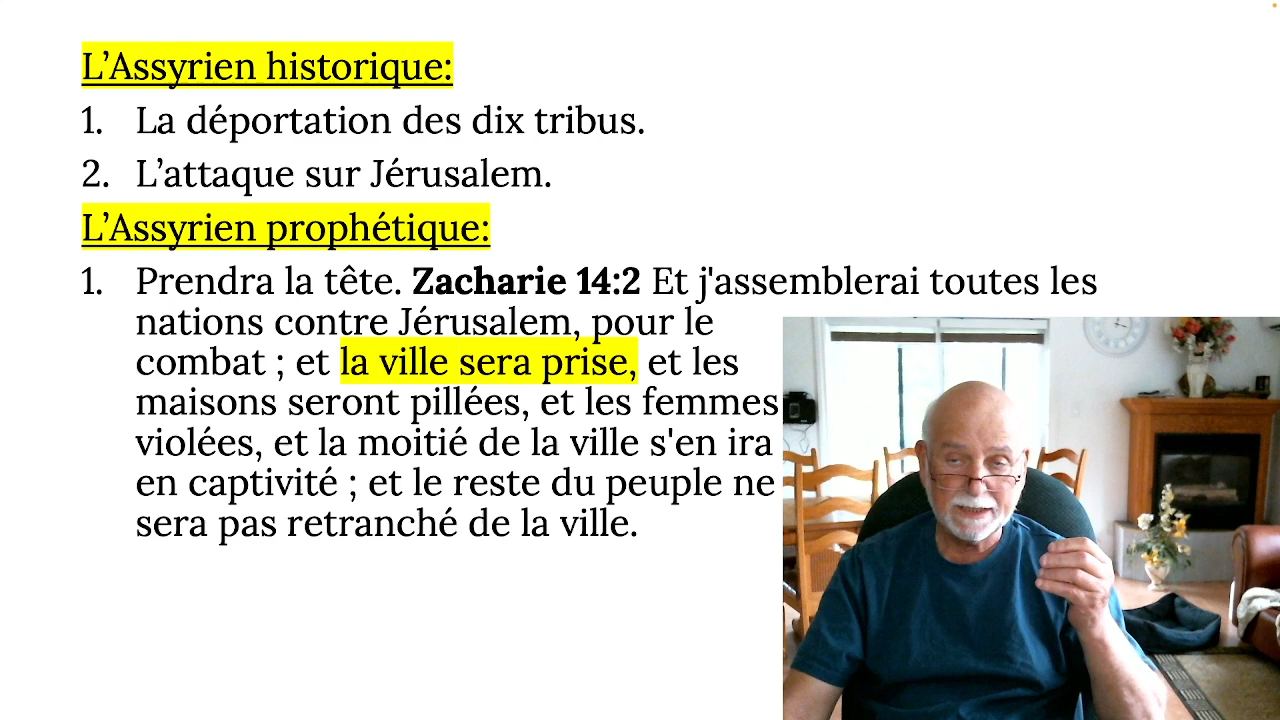 L’Assyrien historique:
1. La déportation des dix tribus.
2. L’attaque sur Jérusalem.
L’Assyrien prophétique:
1. Prendra la tête. Zacharie 14:2 Et j'assemblerai toutes les
nations contre Jérusalem, pour le
combat ; et la ville sera prise, et les
maisons seront pillées, et les femmes
violées, et la moitié de la ville s'en ira
en captivité ; et le reste du peuple ne
sera pas retranché de la ville.